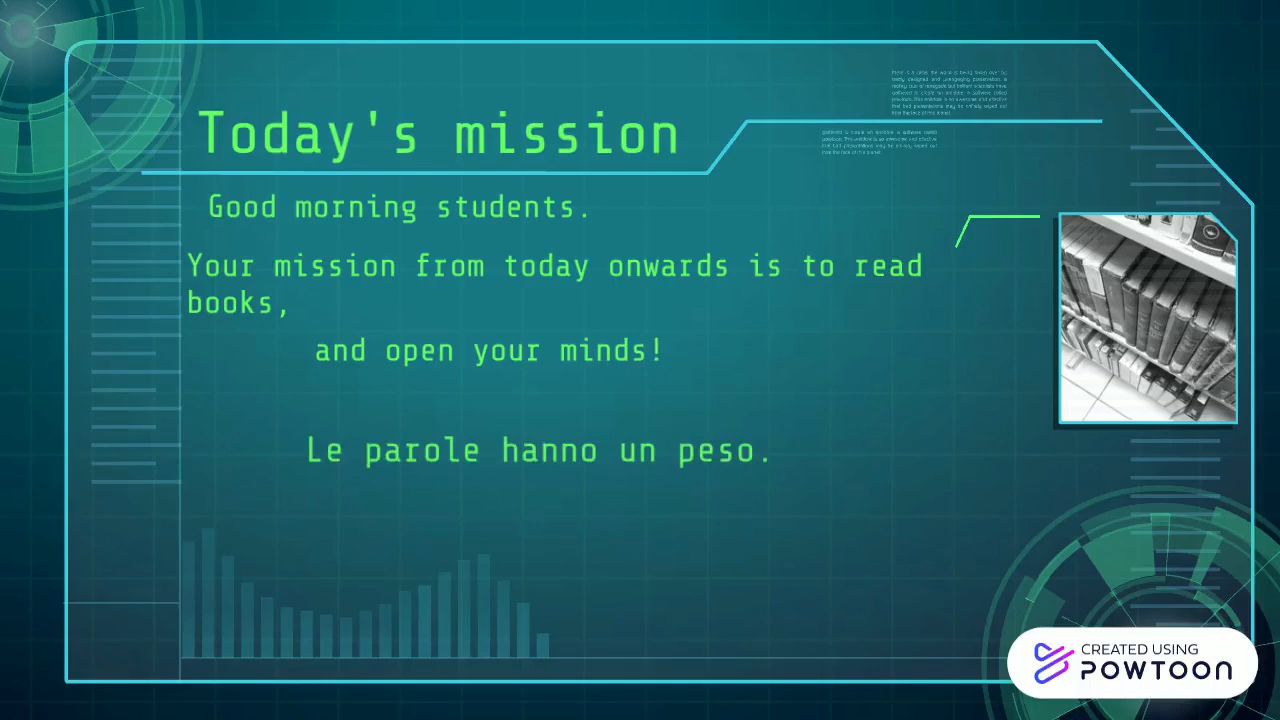 Today's mission
Good morning students.
Your mission from today onwards is to read
books,
and open your minds!
Le parole hanno un peso.
CREATED USING
POWTOON